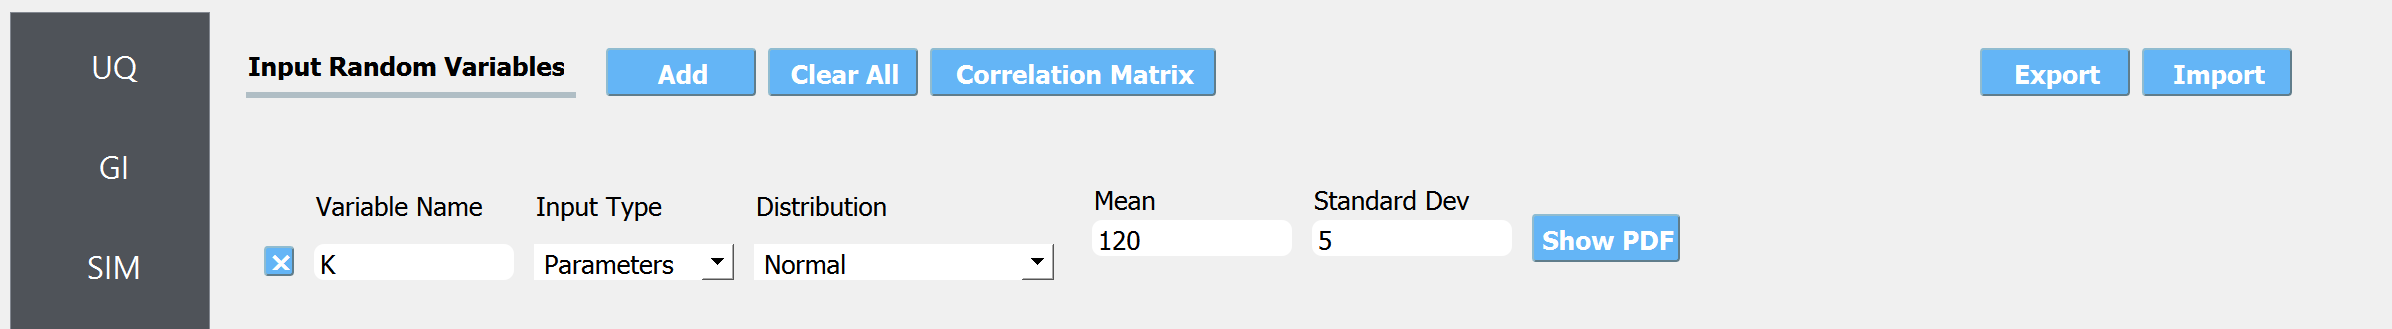 UQ
GI
SIM
Input Random Variables
Add
Clear All
Correlation Matrix
Export
Import
Variable Name
Input Type
Distribution
Mean
Standard Dev
K
Parameters
Normal
120
5
Show PDF